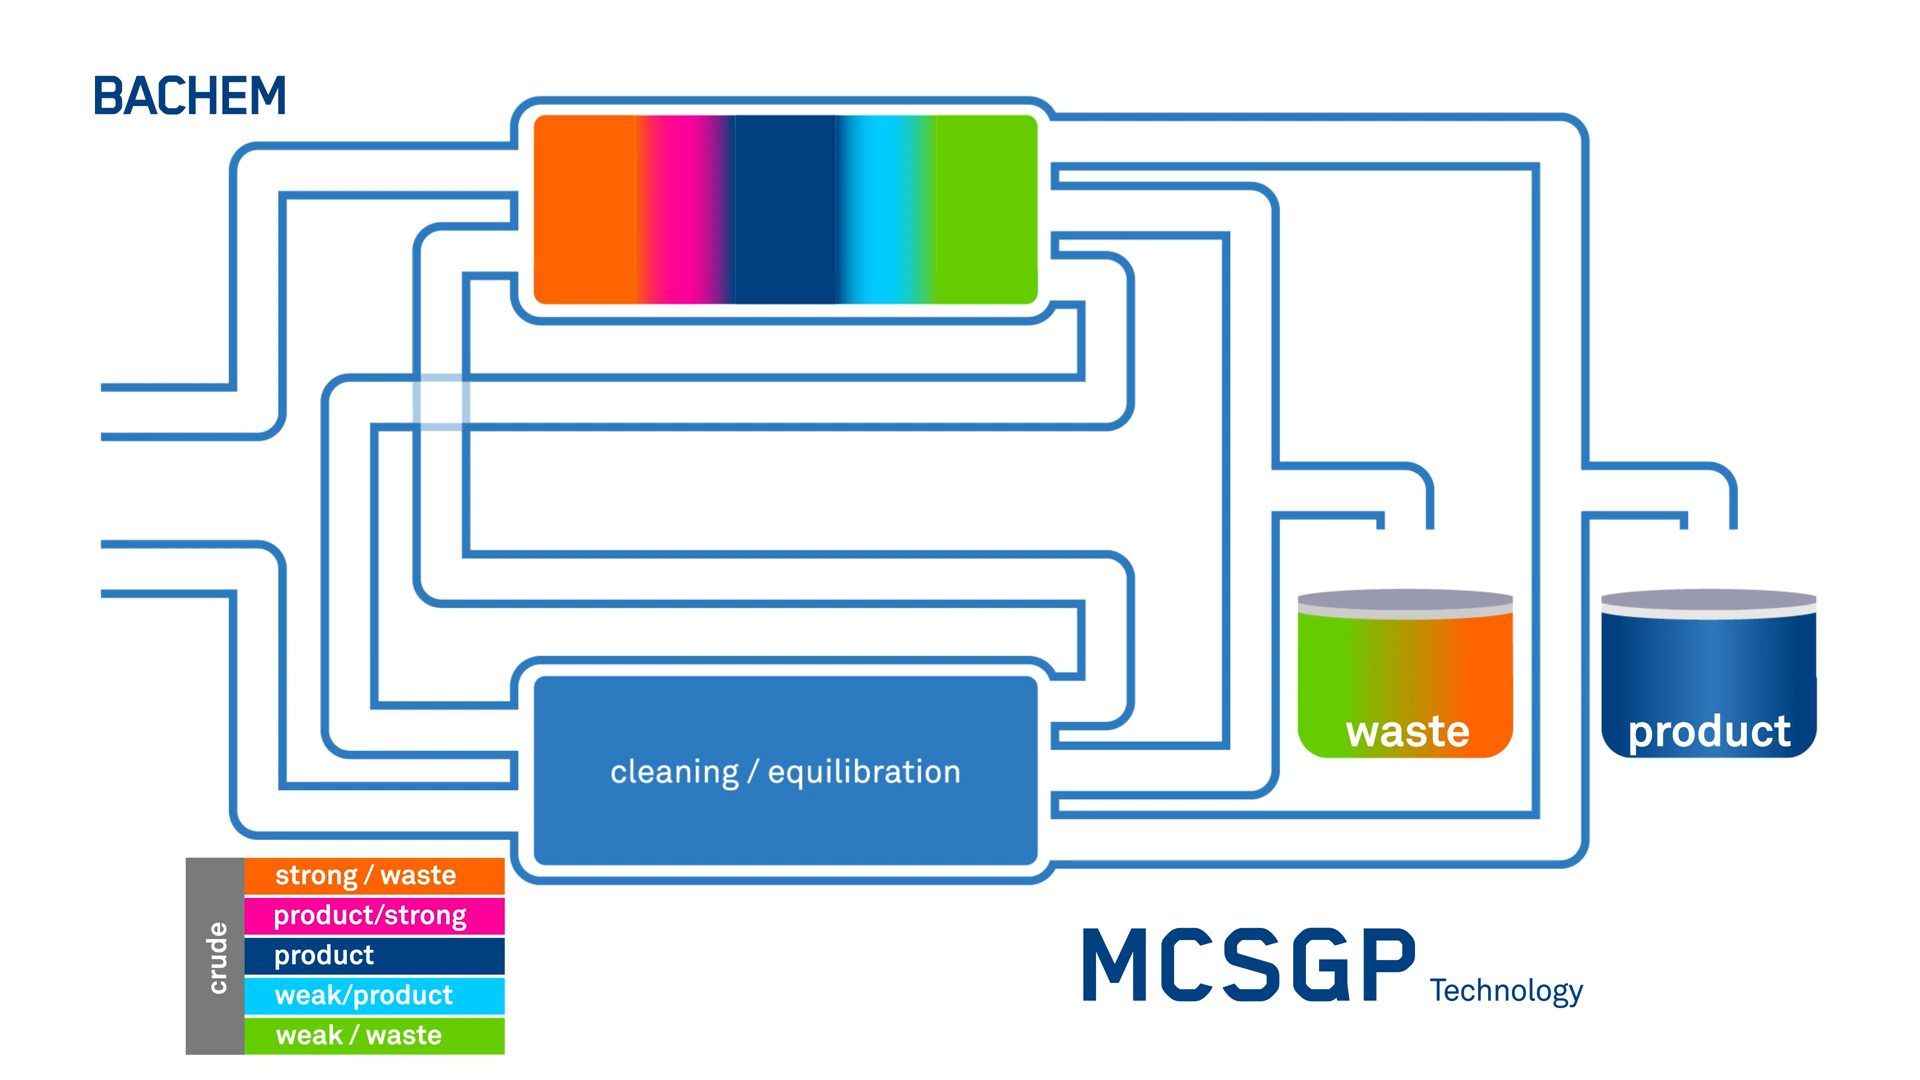 BACHEM
cleaning / equilibration
waste
product
crude
strong / waste
product/strong
product
weak/product
weak / waste
MCSGP Technology